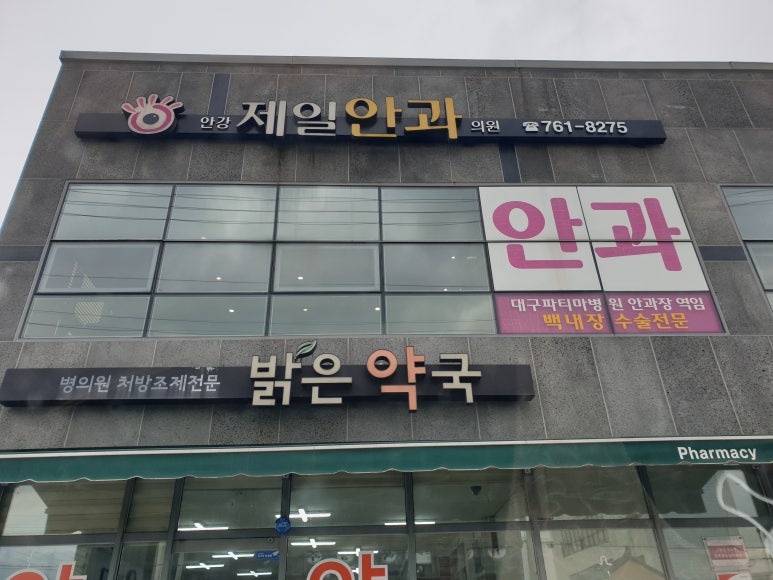 안강 제일안과의원 ☎761-8275
안과
대구파티마병원 안과장 역임
백내장 수술전문
병의원 처방조제전문 밝은 약국
Pharmacy
약 약